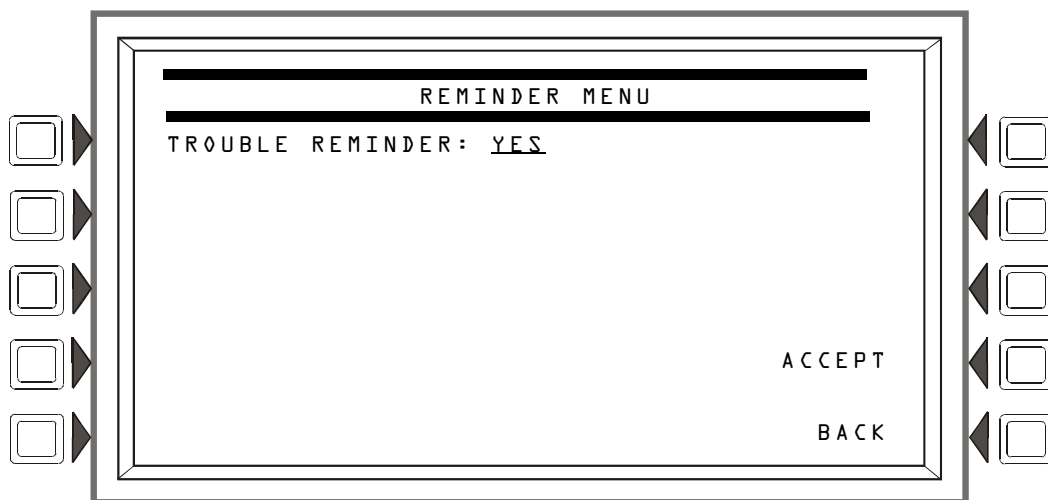 REMINDER MENU
TROUBLE REMINDER: YES
ACCEPT
BACK